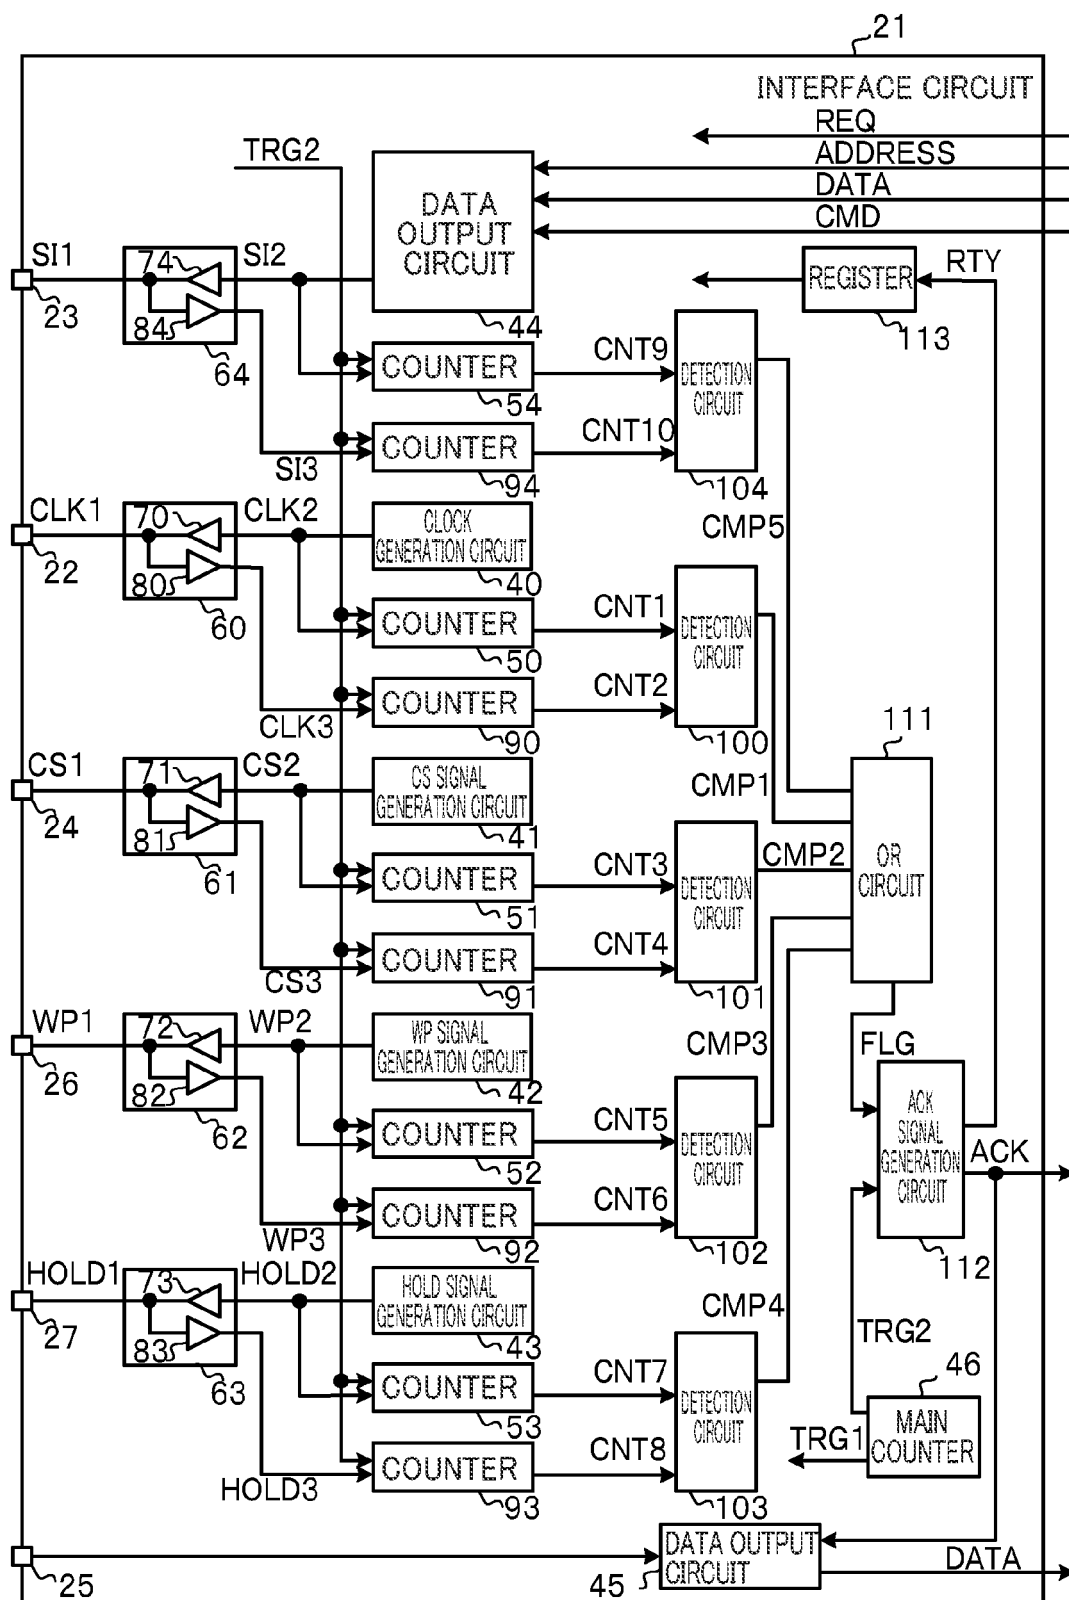 21
INTERFACE CIRCUIT
REQ
ADDRESS
DATA
CMD
TRG2
DATA
OUTPUT
CIRCUIT
44
SI1
74
SI2
84
23
64
REGISTER
RTY
113
COUNTER
54
CNT9
DETECTION
CIRCUIT
CNT10
COUNTER
SI3
94
104
CMP5
CLK1
70
CLK2
CLOCK
GENERATION CIRCUIT
22
80
40
60
COUNTER
50
CNT1
DETECTION
CIRCUIT
CNT2
COUNTER
CLK3
90
100
111
CMP1
CS1
71
CS2
CS SIGNAL
GENERATION CIRCUIT
24
81
41
61
COUNTER
51
CNT3
DETECTION
CIRCUIT
CMP2
OR
CIRCUIT
CNT4
COUNTER
CS3
91
101
WP1
72
WP2
WP SIGNAL
GENERATION CIRCUIT
CMP3
FLG
26
82
42
62
COUNTER
52
CNT5
DETECTION
CIRCUIT
ACK
SIGNAL
GENERATION
CIRCUIT
ACK
CNT6
COUNTER
WP3
92
102
112
HOLD1
73
HOLD2
HOLD SIGNAL
GENERATION CIRCUIT
CMP4
27
83
43
63
TRG2
46
COUNTER
53
CNT7
DETECTION
CIRCUIT
MAIN
COUNTER
TRG1
CNT8
COUNTER
HOLD3
93
103
25
45
DATA OUTPUT
CIRCUIT
DATA